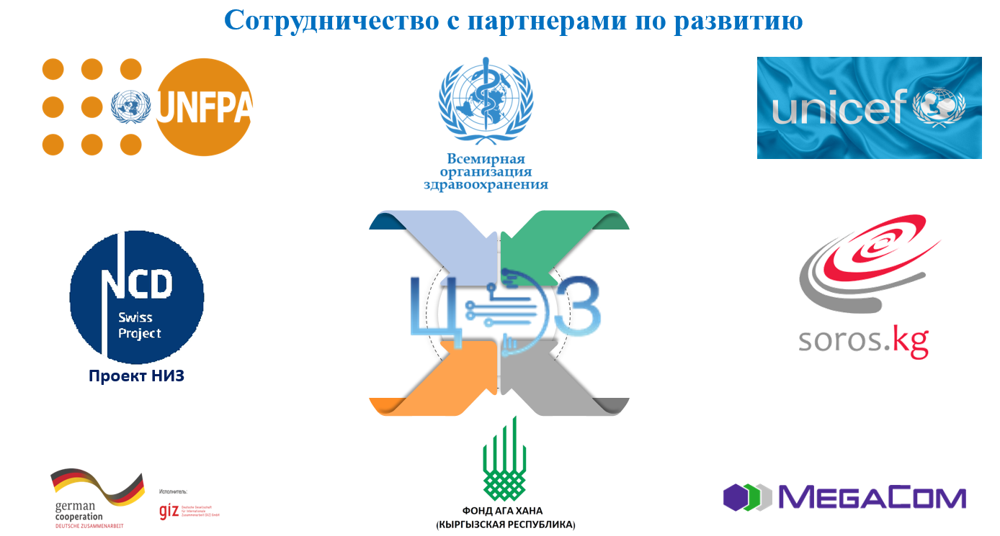 Сотрудничество с партнерами по развитию
UNFPA
Всемирная
организация
здравоохранения
unicef
NCD
Swiss
Project
Проект НИЗ
ЦЭЗ
soros.kg
german
cooperation
DEUTSCHE ZUSAMMENARBEIT
Исполнитель:
giz
Deutsche Gesellschaft
für Internationale
Zusammenarbeit (GIZ) GmbH
ФОНД АГА ХАНА
(КЫРГЫЗСКАЯ РЕСПУБЛИКА)
MEGACOM